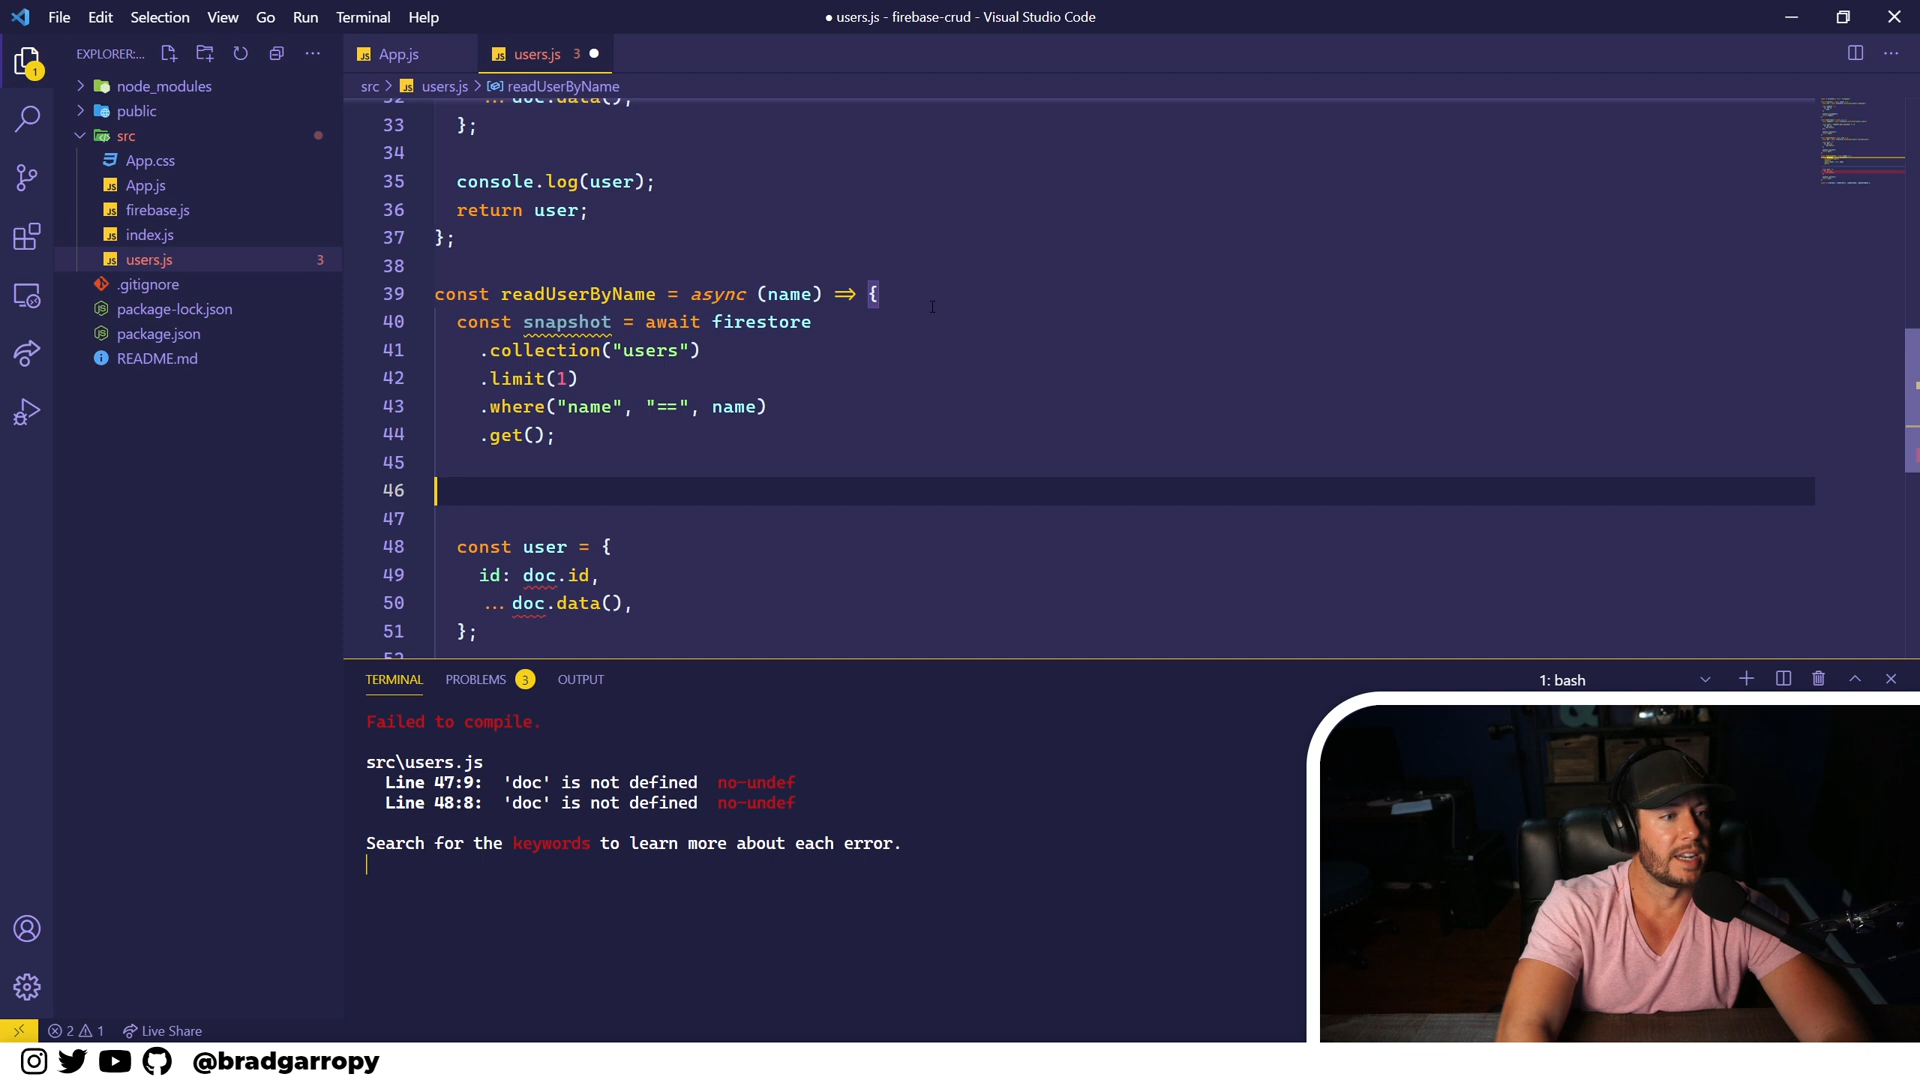 File Edit Selection View Go Run Terminal Help
● users.js - firebase-crud - Visual Studio Code
EXPLORER:...
node_modules
public
src
App.css
App.js
firebase.js
index.js
users.js 3
.gitignore
package-lock.json
package.json
README.md
1
App.js
users.js 3
src > users.js > readUserByName
32 ...doc.data(),
33 };
34
35 console.log(user);
36 return user;
37 };
38
39 const readUserByName = async (name) => {
40 const snapshot = await firestore
41 .collection("users")
42 .limit(1)
43 .where("name", "==", name)
44 .get();
45
46
47
48 const user = {
49 id: doc.id,
50 ...doc.data(),
51 };
52
TERMINAL PROBLEMS 3 OUTPUT
1: bash
Failed to compile.
src\users.js
Line 47:9: 'doc' is not defined no-undef
Line 48:8: 'doc' is not defined no-undef
Search for the keywords to learn more about each error.
2 1 Live Share
@bradgarropy